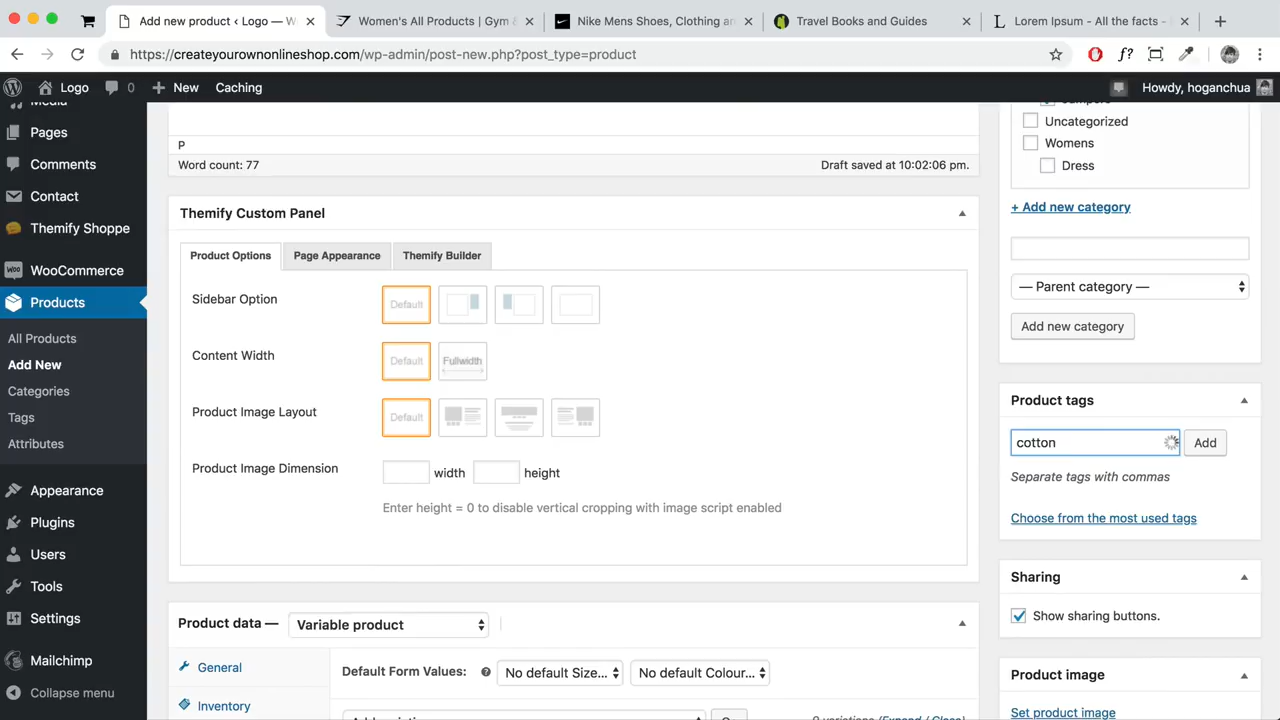 Add new product ‹ Logo — W
Women's All Products | Gym &
Nike Mens Shoes, Clothing an
Travel Books and Guides
Lorem Ipsum - All the facts -
https://createyourownonlineshop.com/wp-admin/post-new.php?post_type=product
f?
Logo
0
New
Caching
Howdy, hoganchua
Media
Pages
Comments
Contact
Themify Shoppe
WooCommerce
Products
All Products
Add New
Categories
Tags
Attributes
Appearance
Plugins
Users
Tools
Settings
Mailchimp
Collapse menu
P
Word count: 77
Draft saved at 10:02:06 pm.
Themify Custom Panel
Product Options
Page Appearance
Themify Builder
Sidebar Option
Default
Content Width
Default
Fullwidth
Product Image Layout
Default
Product Image Dimension
width
height
Enter height = 0 to disable vertical cropping with image script enabled
Product data —
Variable product
General
Inventory
Default Form Values:
No default Size...
No default Colour...
0 variations (Expand / Close)
Uncategorized
Womens
Dress
+ Add new category
— Parent category —
Add new category
Product tags
cotton
Add
Separate tags with commas
Choose from the most used tags
Sharing
Show sharing buttons.
Product image
Set product image